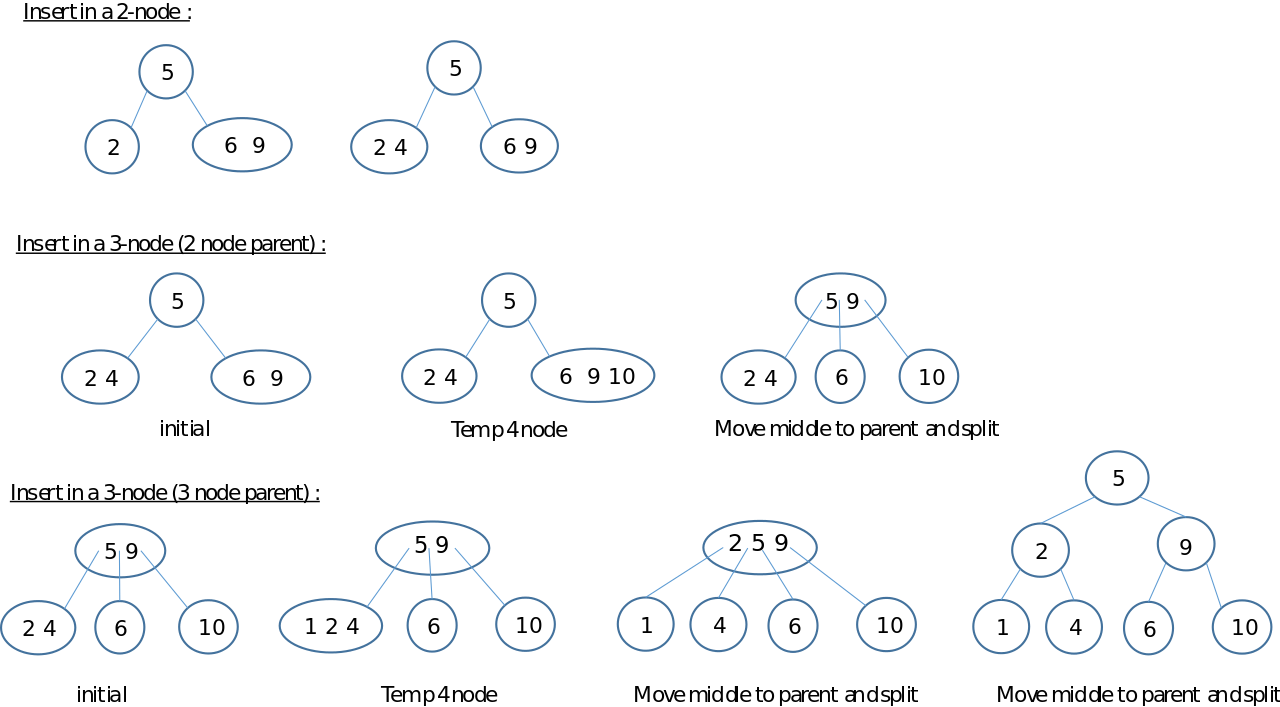 Insert in a 2-node :
5 5
2 6 9 2 4 6 9
Insert in a 3-node (2 node parent) :
5 5 5 9
2 4 6 9 2 4 6 9 10 2 4 6 10
initial Temp 4 node Move middle to parent and split
5
Insert in a 3-node (3 node parent) :
5 9 5 9 2 5 9 2 9
2 4 6 10 1 2 4 6 10 1 4 6 10 1 4 6 10
initial Temp 4 node Move middle to parent and split Move middle to parent and split